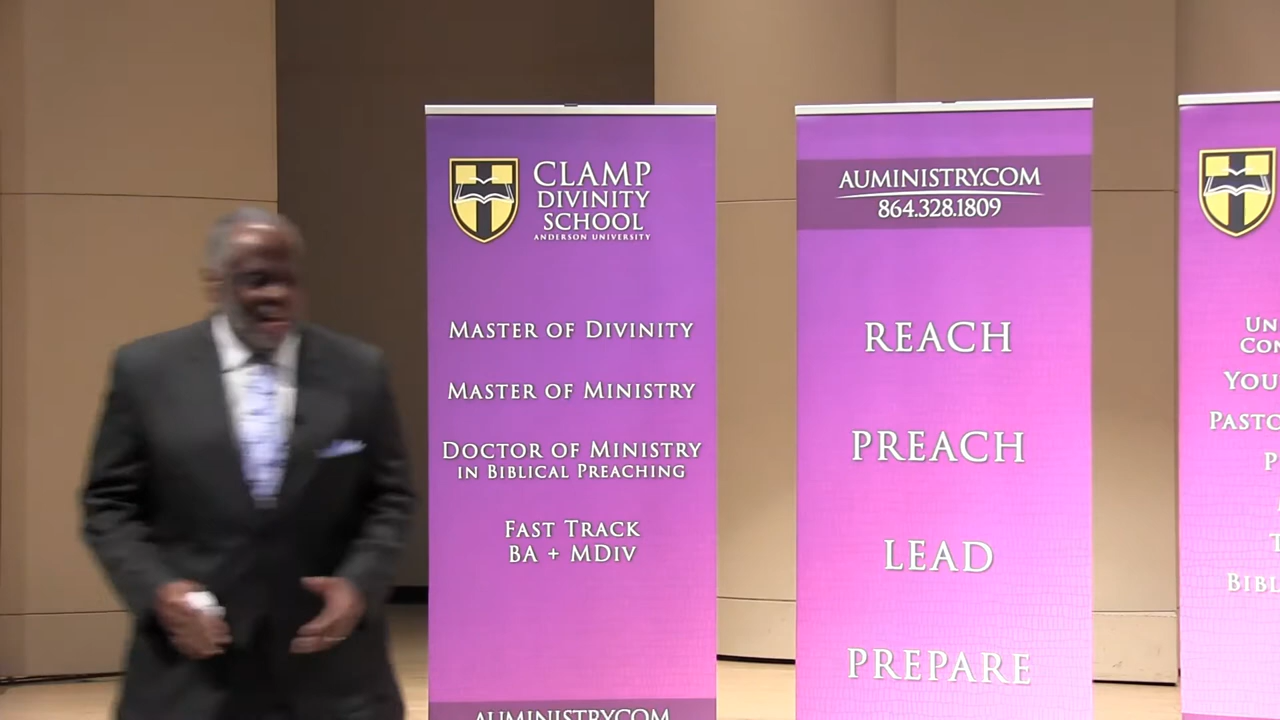 CLAMP
DIVINITY
SCHOOL
ANDERSON UNIVERSITY
MASTER OF DIVINITY
MASTER OF MINISTRY
DOCTOR OF MINISTRY
IN BIBLICAL PREACHING
FAST TRACK
BA + MDIV
AUMINISTRY.COM
AUMINISTRY.COM
864.328.1809
REACH
PREACH
LEAD
PREPARE